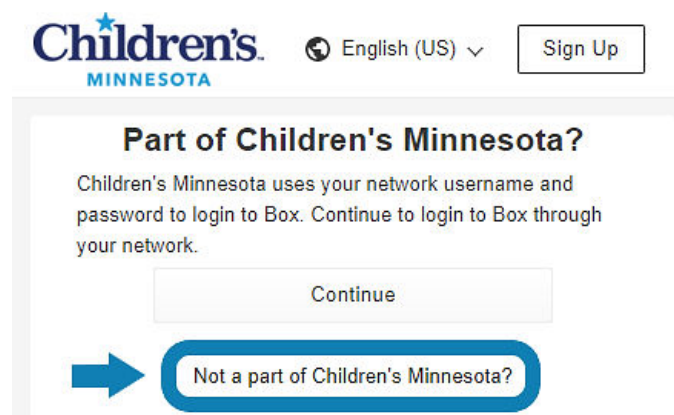 Children's
MINNESOTA
English (US)
Sign Up
Part of Children's Minnesota?
Children's Minnesota uses your network username and
password to login to Box. Continue to login to Box through
your network.
Continue
Not a part of Children's Minnesota?